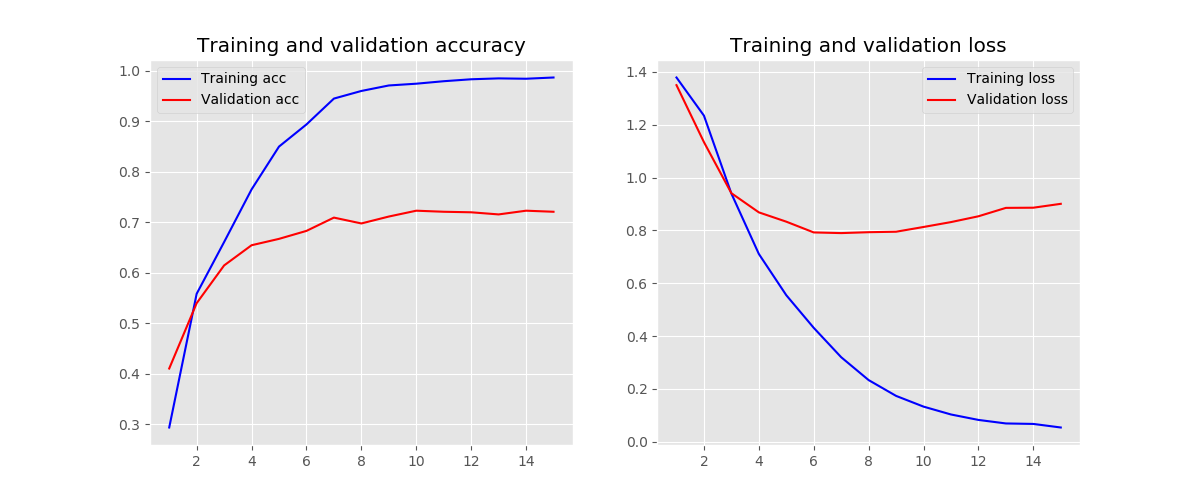 Training and validation accuracy
Training acc
Validation acc
1.0
0.9
0.8
0.7
0.6
0.5
0.4
0.3
2 4 6 8 10 12 14
Training and validation loss
Training loss
Validation loss
1.4
1.2
1.0
0.8
0.6
0.4
0.2
0.0
2 4 6 8 10 12 14